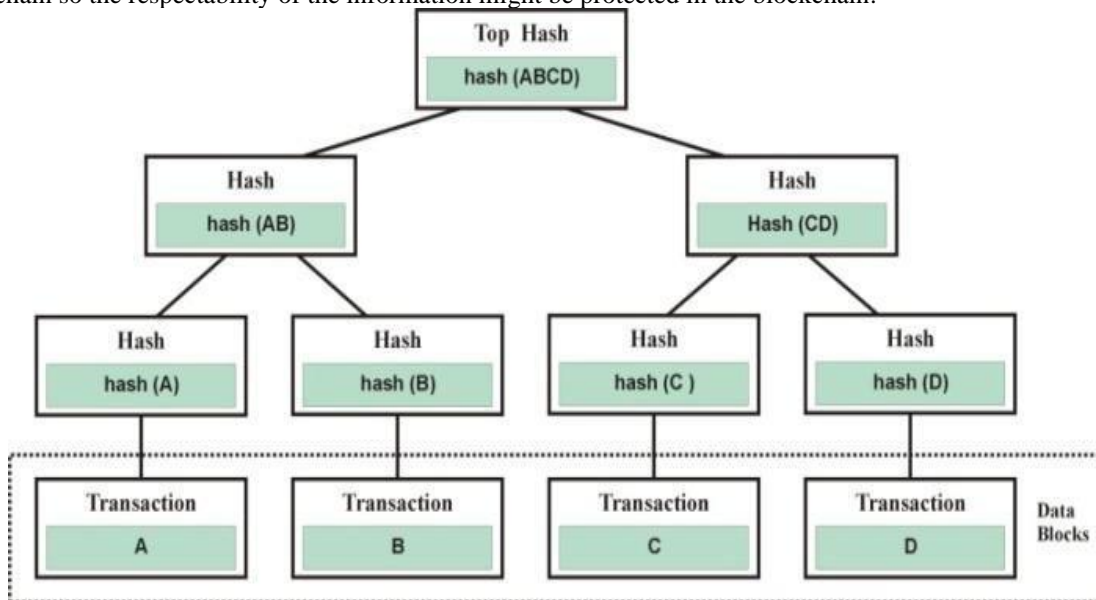 so the respectability of the information might be protected in the blockchain.
Top Hash
hash (ABCD)
Hash
hash (AB)
Hash
Hash (CD)
Hash
hash (A)
Hash
hash (B)
Hash
hash (C )
Hash
hash (D)
Transaction
A
Transaction
B
Transaction
C
Transaction
D
Data
Blocks